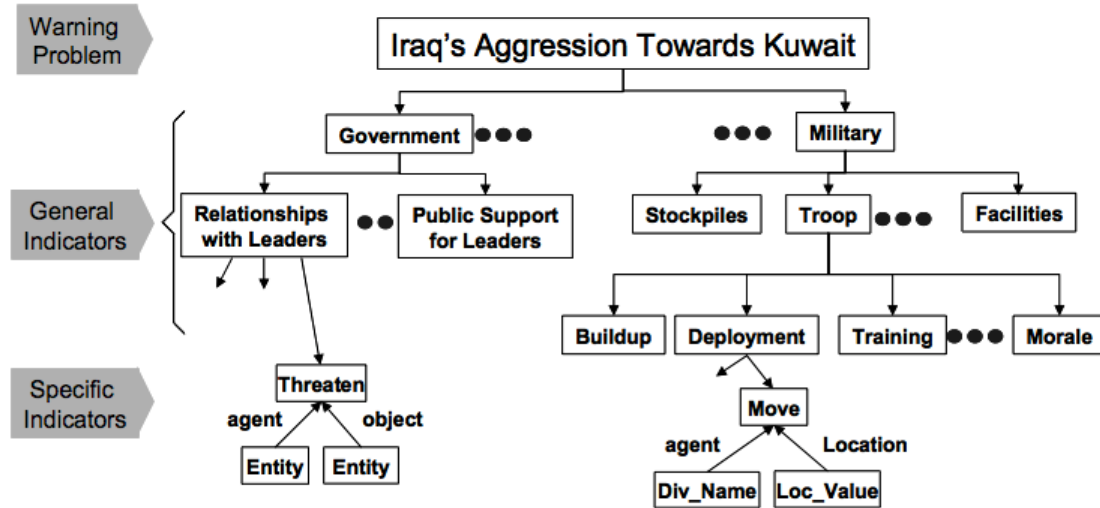 Warning
Problem
Iraq's Aggression Towards Kuwait
Government
Military
General
Indicators
Relationships
with Leaders
Public Support
for Leaders
Stockpiles
Troop
Facilities
Buildup
Deployment
Training
Morale
Specific
Indicators
Threaten
agent
object
Entity
Entity
Move
agent
Location
Div_Name
Loc_Value